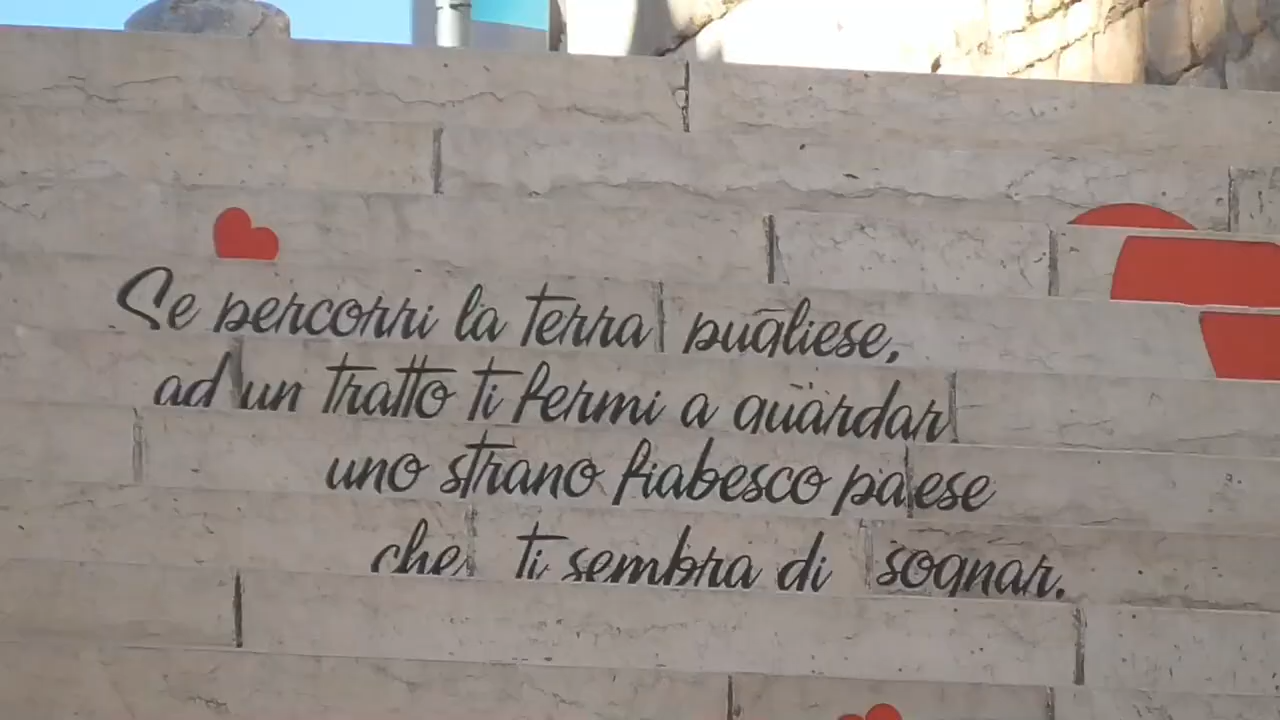 Se percorri la terra pugliese,
ad un tratto ti fermi a guardar
uno strano fiabesco paese
che ti sembra di sognar.